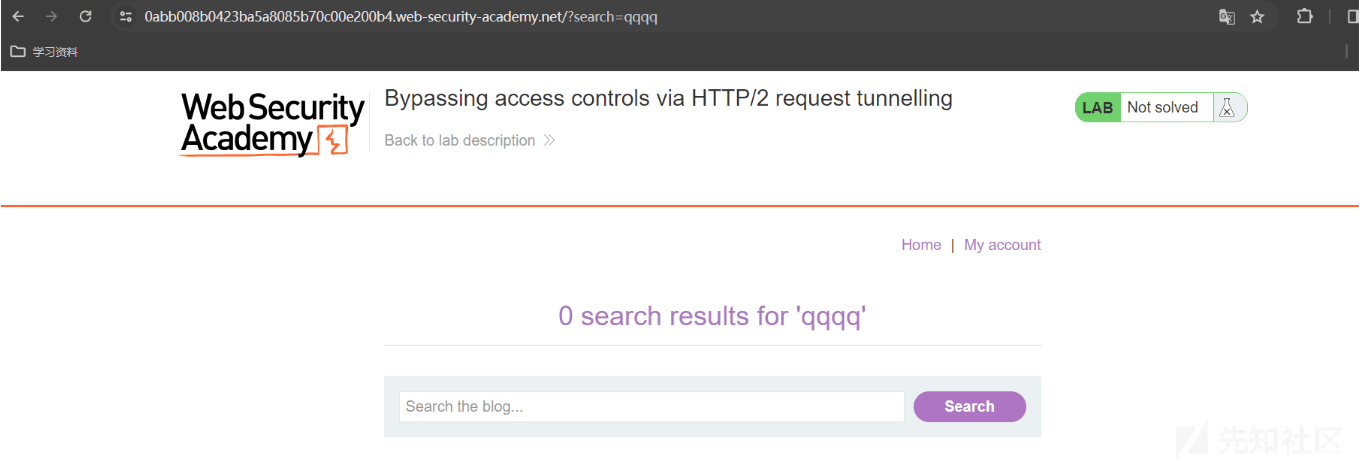 0abb008b0423ba5a8085b70c00e200b4.web-security-academy.net/?search=qqqq
学习资料
Web Security
Academy
Bypassing access controls via HTTP/2 request tunnelling
Back to lab description
LAB Not solved
Home | My account
0 search results for 'qqqq'
Search the blog...
Search
先知社区